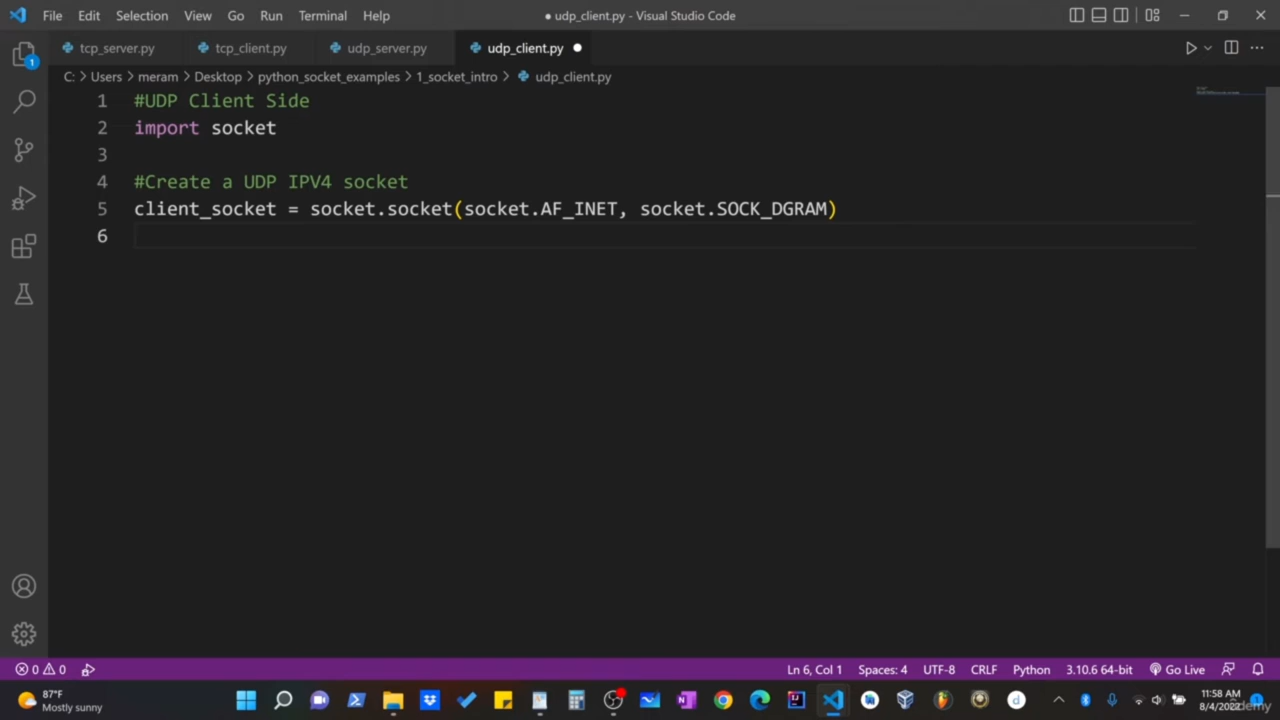 File Edit Selection View Go Run Terminal Help ● udp_client.py - Visual Studio Code
tcp_server.py tcp_client.py udp_server.py udp_client.py
C: > Users > meram > Desktop > python_socket_examples > 1_socket_intro > udp_client.py
1 #UDP Client Side
2 import socket
3
4 #Create a UDP IPV4 socket
5 client_socket = socket.socket(socket.AF_INET, socket.SOCK_DGRAM)
6
1
0 0 Ln 6, Col 1 Spaces: 4 UTF-8 CRLF Python 3.10.6 64-bit Go Live
87°F
Mostly sunny
11:58 AM
8/4/2022